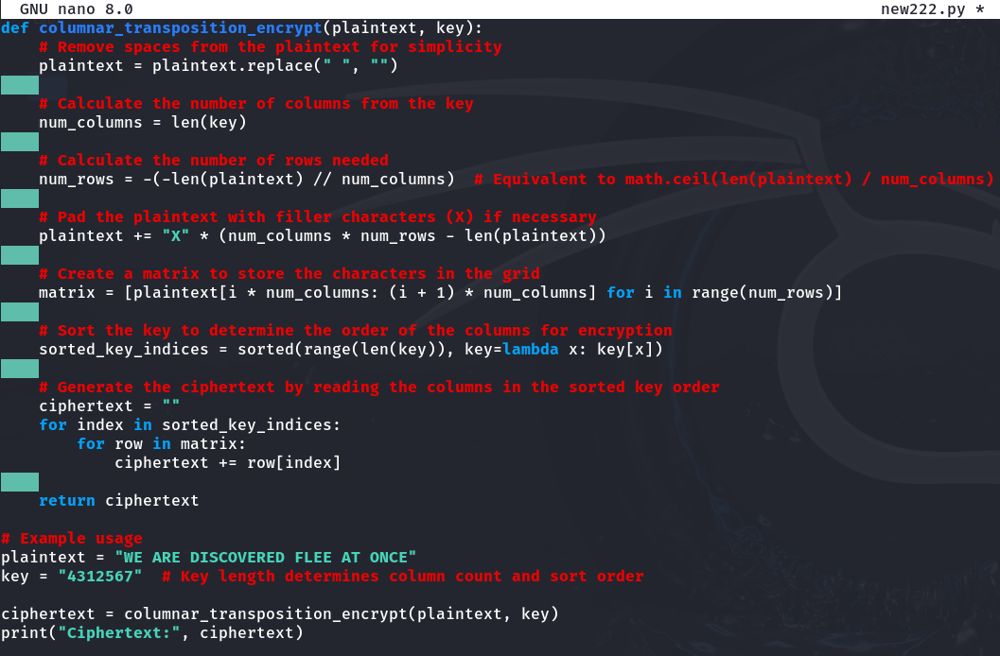 GNU nano 8.0 new222.py *
def columnar_transposition_encrypt(plaintext, key):
    # Remove spaces from the plaintext for simplicity
    plaintext = plaintext.replace(" ", "")
    # Calculate the number of columns from the key
    num_columns = len(key)
    # Calculate the number of rows needed
    num_rows = -(-len(plaintext) // num_columns)  # Equivalent to math.ceil(len(plaintext) / num_columns)
    # Pad the plaintext with filler characters (X) if necessary
    plaintext += "X" * (num_columns * num_rows - len(plaintext))
    # Create a matrix to store the characters in the grid
    matrix = [plaintext[i * num_columns: (i + 1) * num_columns] for i in range(num_rows)]
    # Sort the key to determine the order of the columns for encryption
    sorted_key_indices = sorted(range(len(key)), key=lambda x: key[x])
    # Generate the ciphertext by reading the columns in the sorted key order
    ciphertext = ""
    for index in sorted_key_indices:
        for row in matrix:
            ciphertext += row[index]
    return ciphertext
# Example usage
plaintext = "WE ARE DISCOVERED FLEE AT ONCE"
key = "4312567"  # Key length determines column count and sort order
ciphertext = columnar_transposition_encrypt(plaintext, key)
print("Ciphertext:", ciphertext)